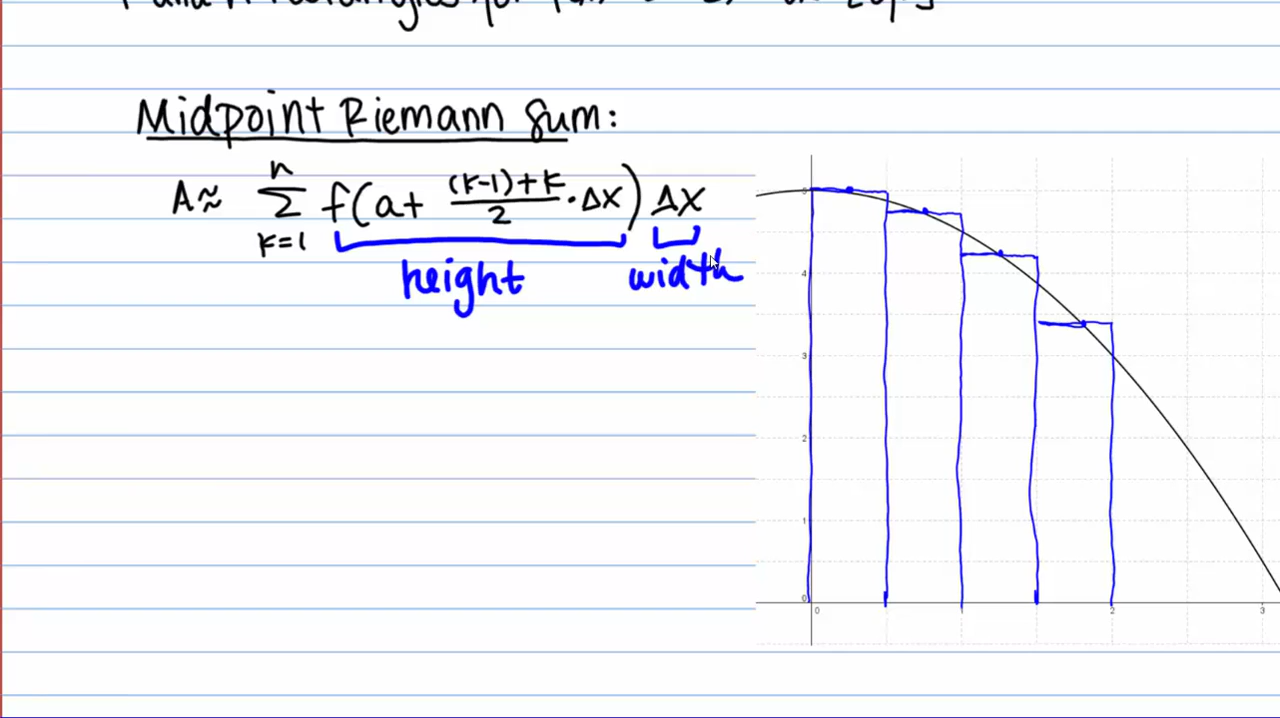 Midpoint Riemann Sum:
n
A≈ Σ f(a+ (k-1)+k / 2 · Δx) Δx
k=1
height width
5
4
3
2
1
0
0 2 3